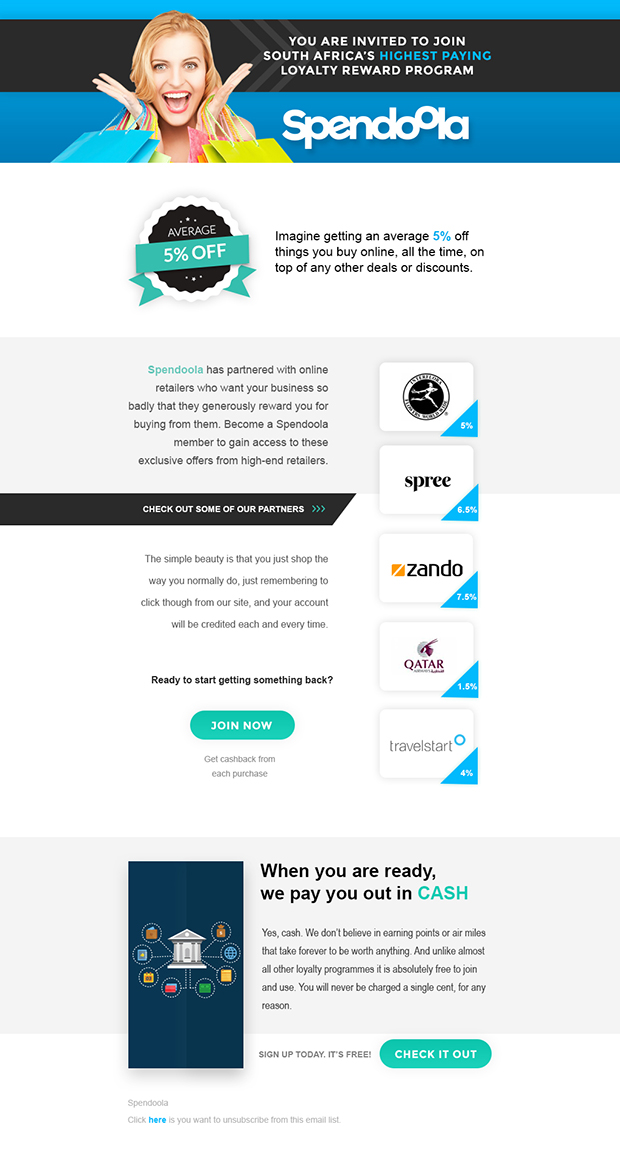 YOU ARE INVITED TO JOIN
SOUTH AFRICA'S HIGHEST PAYING
LOYALTY REWARD PROGRAM
Spendoola
AVERAGE
5% OFF
Imagine getting an average 5% off
things you buy online, all the time, on
top of any other deals or discounts.
Spendoola has partnered with online
retailers who want your business so
badly that they generously reward you for
buying from them. Become a Spendoola
member to gain access to these
exclusive offers from high-end retailers.
CHECK OUT SOME OF OUR PARTNERS
The simple beauty is that you just shop the
way you normally do, just remembering to
click though from our site, and your account
will be credited each and every time.
Ready to start getting something back?
JOIN NOW
Get cashback from
each purchase
INTERFLORA
FLOWERS WORLDWIDE
5%
spree
6.5%
zando
7.5%
QATAR
AIRWAYS القطرية
1.5%
travelstart
4%
When you are ready,
we pay you out in CASH
Yes, cash. We don't believe in earning points or air miles
that take forever to be worth anything. And unlike almost
all other loyalty programmes it is absolutely free to join
and use. You will never be charged a single cent, for any
reason.
SIGN UP TODAY. IT'S FREE!
CHECK IT OUT
Spendoola
Click here is you want to unsubscribe from this email list.